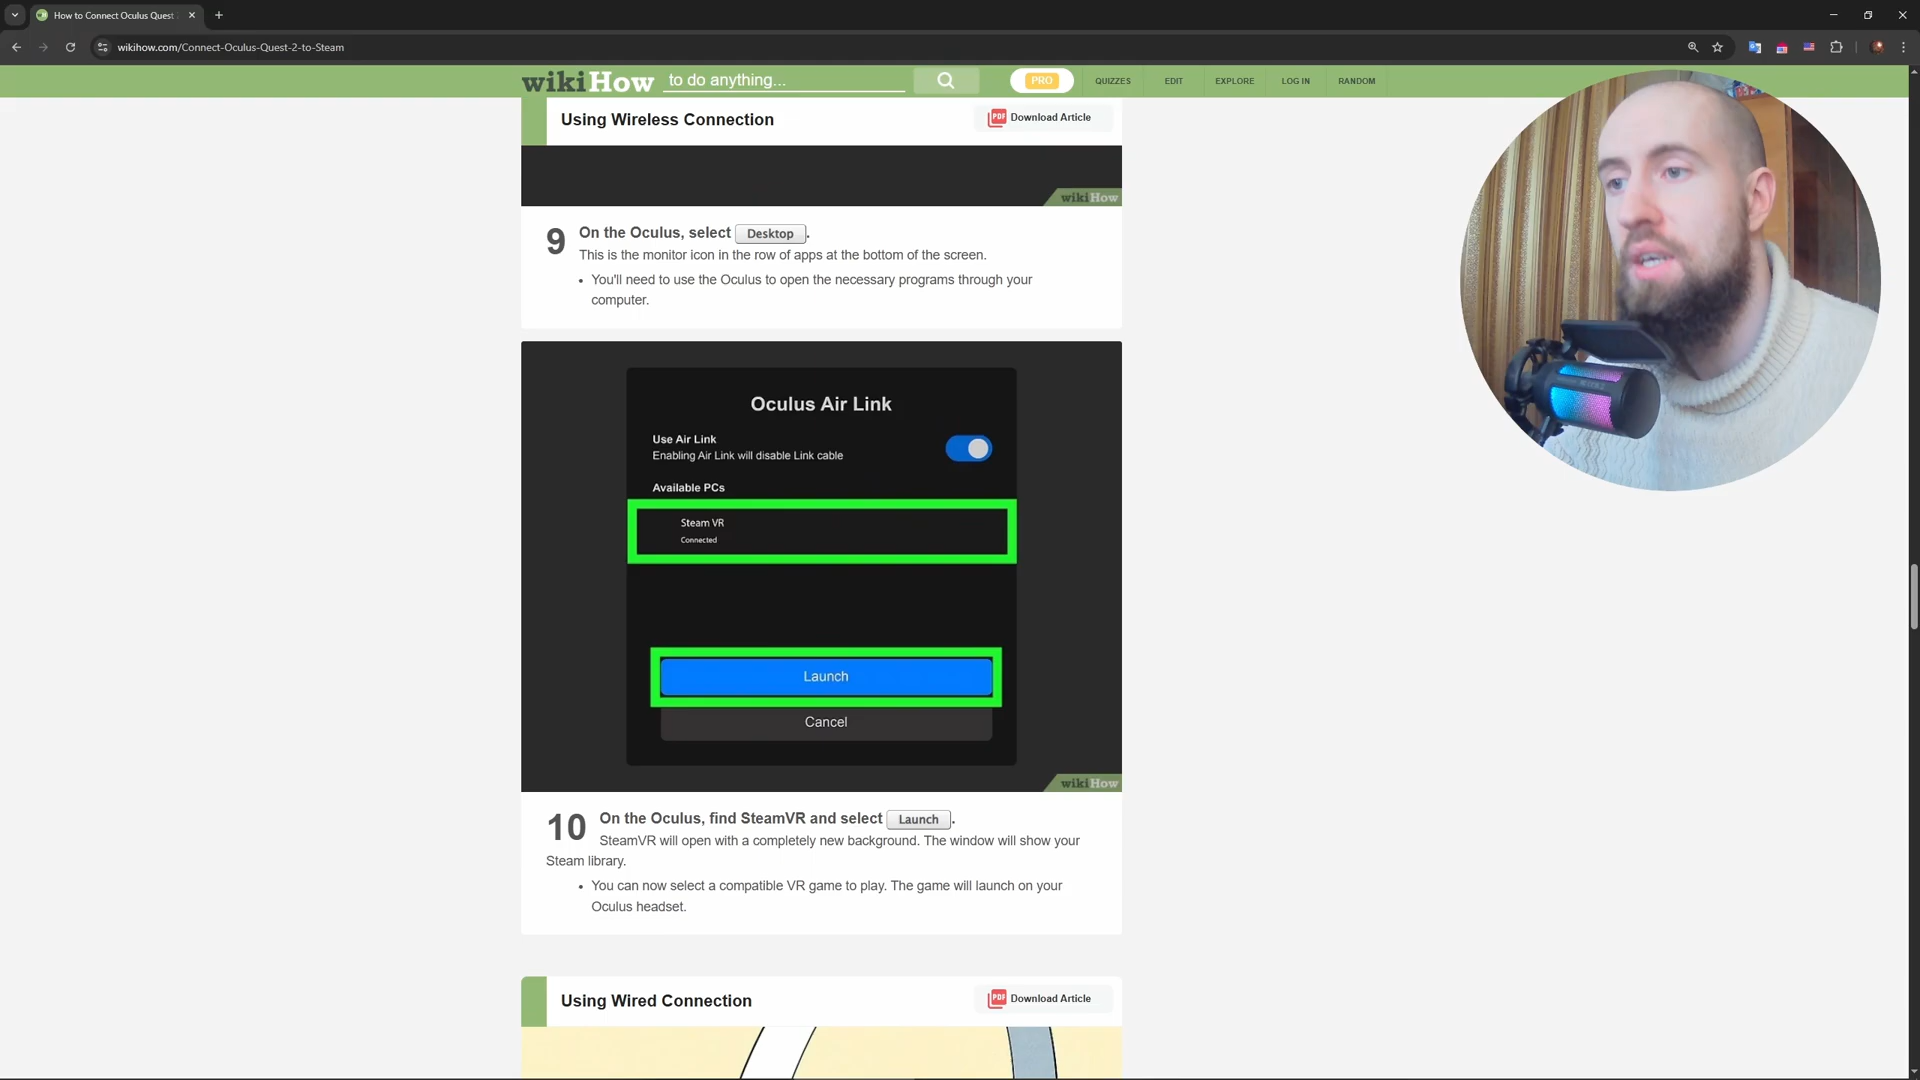 How to Connect Oculus Quest
wikihow.com/Connect-Oculus-Quest-2-to-Steam
wikiHow to do anything...
PRO
QUIZZES
EDIT
EXPLORE
LOG IN
RANDOM
Using Wireless Connection
PDF Download Article
wikiHow
9 On the Oculus, select Desktop.
This is the monitor icon in the row of apps at the bottom of the screen.
• You'll need to use the Oculus to open the necessary programs through your
computer.
Oculus Air Link
Use Air Link
Enabling Air Link will disable Link cable
Available PCs
Steam VR
Connected
Launch
Cancel
wikiHow
10 On the Oculus, find SteamVR and select Launch.
SteamVR will open with a completely new background. The window will show your
Steam library.
• You can now select a compatible VR game to play. The game will launch on your
Oculus headset.
Using Wired Connection
PDF Download Article